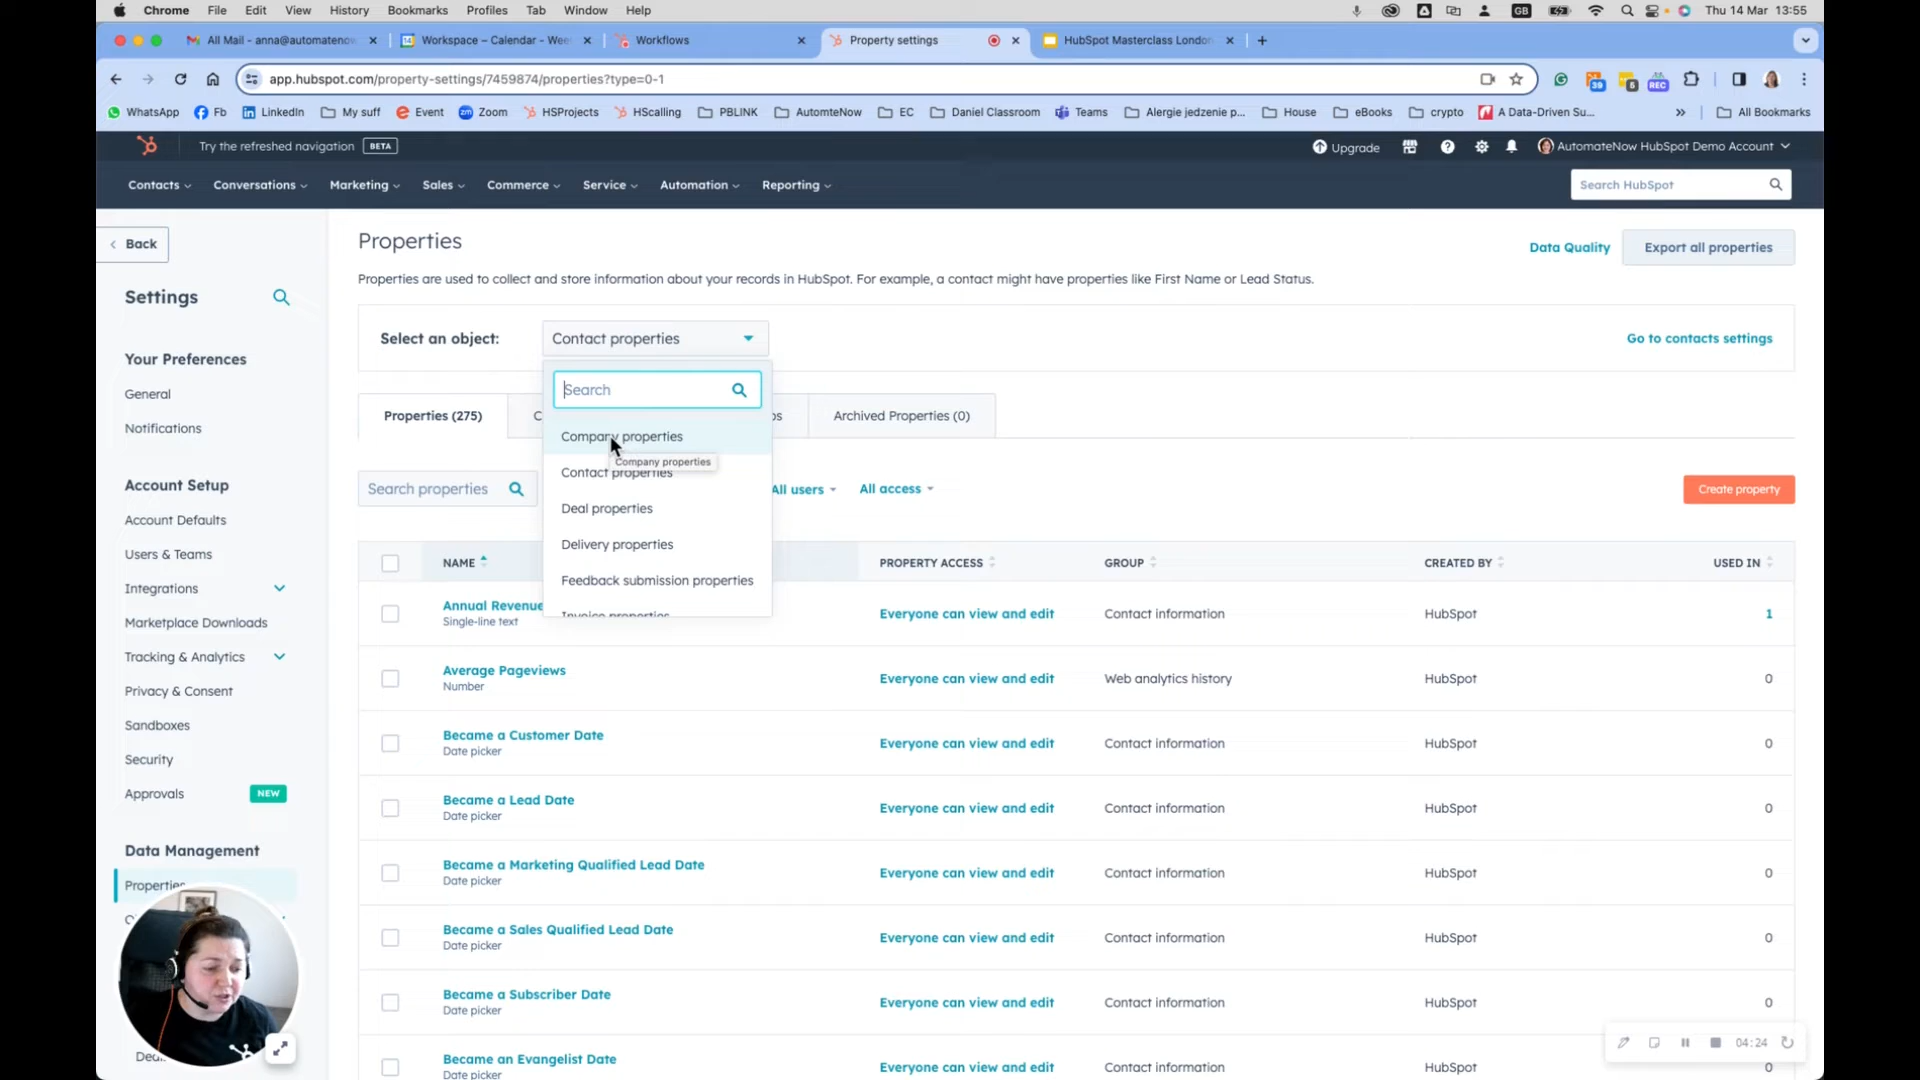 Chrome File Edit View History Bookmarks Profiles Tab Window Help GB Thu 14 Mar 13:55
All Mail - anna@automateno Workspace – Calendar - Wee Workflows Property settings HubSpot Masterclass London
app.hubspot.com/property-settings/7459874/properties?type=0-1 39 5 REC
WhatsApp Fb LinkedIn My suff Event Zoom HSProjects HScalling PBLINK AutomteNow EC Daniel Classroom Teams Alergie jedzenie p... House eBooks crypto A Data-Driven Su... » All Bookmarks
Try the refreshed navigation BETA Upgrade AutomateNow HubSpot Demo Account
Contacts Conversations Marketing Sales Commerce Service Automation Reporting Search HubSpot
Back
Settings
Your Preferences
General
Notifications
Account Setup
Account Defaults
Users & Teams
Integrations
Marketplace Downloads
Tracking & Analytics
Privacy & Consent
Sandboxes
Security
Approvals NEW
Data Management
Properties
Properties
Data Quality Export all properties
Properties are used to collect and store information about your records in HubSpot. For example, a contact might have properties like First Name or Lead Status.
Select an object: Contact properties Go to contacts settings
Search
Company properties
Company properties
Contact properties
Deal properties
Delivery properties
Feedback submission properties
Invoice properties
Properties (275) Archived Properties (0)
Search properties All users All access Create property
NAME PROPERTY ACCESS GROUP CREATED BY USED IN
Annual Revenue Everyone can view and edit Contact information HubSpot 1
Single-line text
Average Pageviews Everyone can view and edit Web analytics history HubSpot 0
Number
Became a Customer Date Everyone can view and edit Contact information HubSpot 0
Date picker
Became a Lead Date Everyone can view and edit Contact information HubSpot 0
Date picker
Became a Marketing Qualified Lead Date Everyone can view and edit Contact information HubSpot 0
Date picker
Became a Sales Qualified Lead Date Everyone can view and edit Contact information HubSpot 0
Date picker
Became a Subscriber Date Everyone can view and edit Contact information HubSpot 0
Date picker
Became an Evangelist Date Everyone can view and edit Contact information HubSpot 0
Date picker
04:24